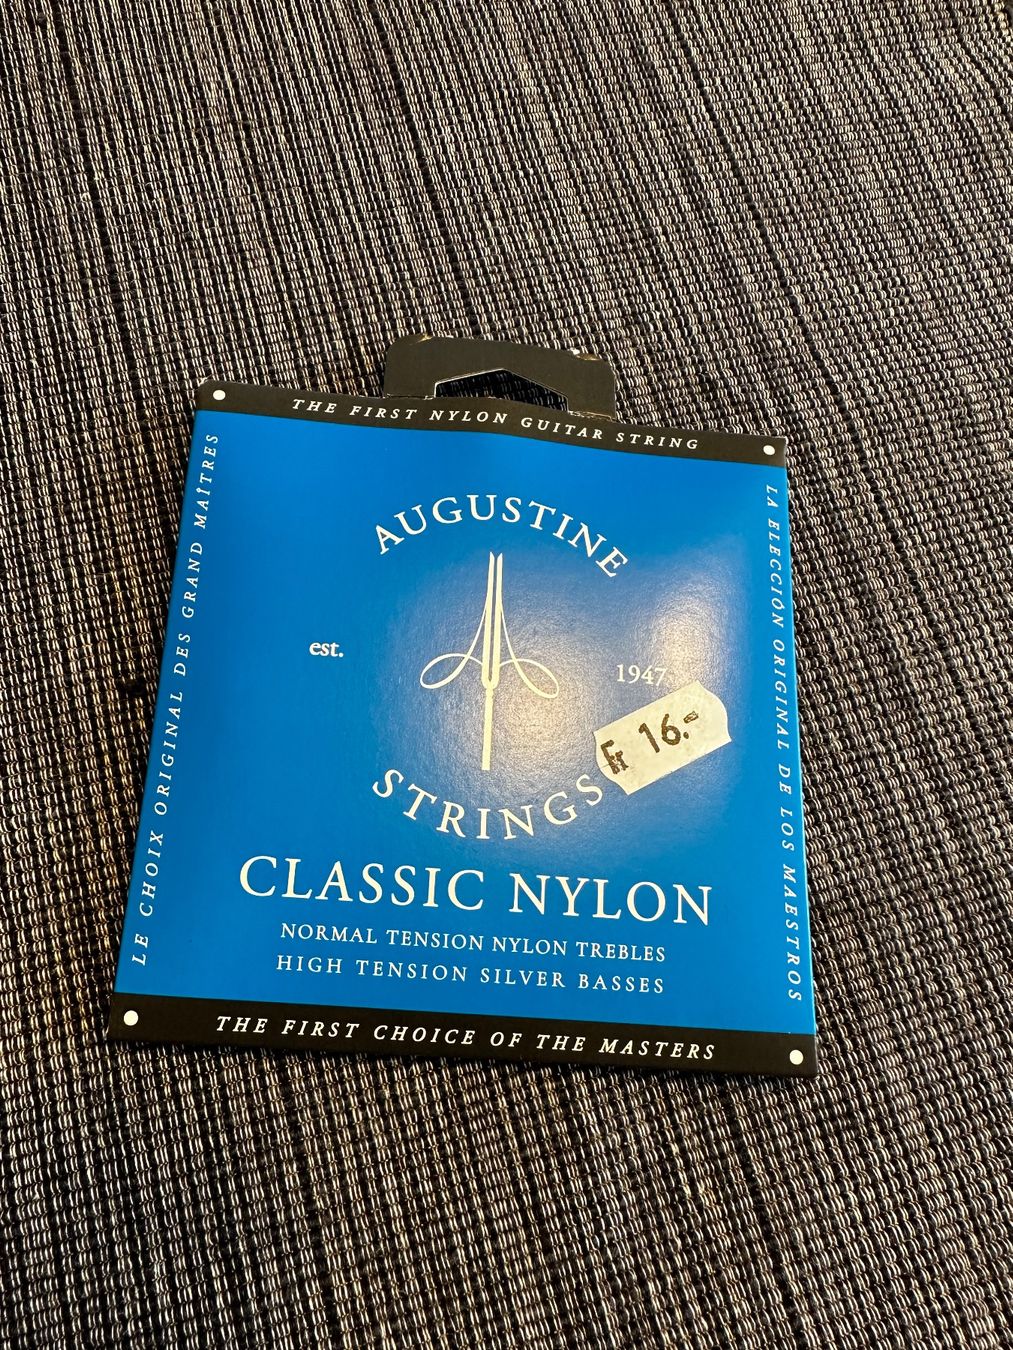 THE FIRST NYLON GUITAR STRING
LE CHOIX ORIGINAL DES GRAND MAÎTRES
LA ELECCION ORIGINAL DE LOS MAESTROS
AUGUSTINE
est. 1947
Fr 16.-
STRINGS
CLASSIC NYLON
NORMAL TENSION NYLON TREBLES
HIGH TENSION SILVER BASSES
THE FIRST CHOICE OF THE MASTERS